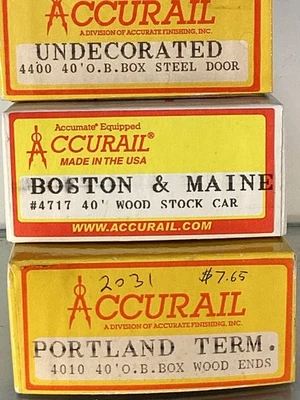 ACCURAIL
A DIVISION OF ACCURATE FINISHING, INC.
UNDECORATED
4400 40'O.B.BOX STEEL DOOR
Accumate® Equipped
ACCURAIL®
MADE IN THE USA
BOSTON & MAINE
#4717 40' WOOD STOCK CAR
WWW.ACCURAIL.COM
2031 $7.65
ACCURAIL
A DIVISION OF ACCURATE FINISHING, INC.
PORTLAND TERM.
4010 40'O.B.BOX WOOD ENDS